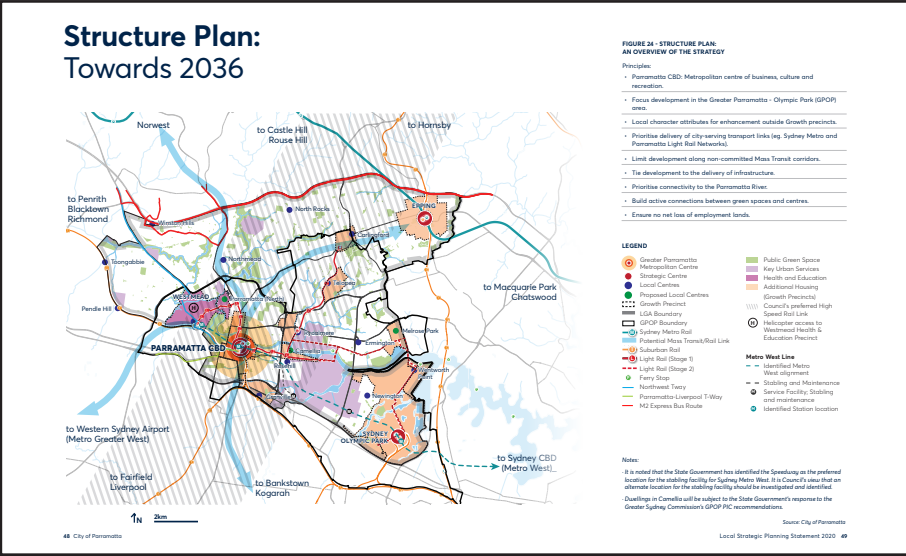 Structure Plan:
Towards 2036
Norwest
to Castle Hill
Rouse Hill
to Hornsby
to Penrith
Blacktown
Richmond
Winston Hills
North Rocks
EPPING
Carlingford
Toongabbie
Northmead
Telopea
to Macquarie Park
Chatswood
WESTMEAD
Parramatta (North)
Pendle Hill
Rydalmere
Melrose Park
PARRAMATTA CBD
Camellia
Ermington
Rosehill
Wentworth
Point
Granville
Newington
SYDNEY
OLYMPIC PARK
to Western Sydney Airport
(Metro Greater West)
to Sydney CBD
(Metro West)
to Fairfield
Liverpool
to Bankstown
Kogarah
N
2km
48 City of Parramatta
FIGURE 24 - STRUCTURE PLAN:
AN OVERVIEW OF THE STRATEGY
Principles:
• Parramatta CBD: Metropolitan centre of business, culture and
recreation.
• Focus development in the Greater Parramatta - Olympic Park (GPOP)
area.
• Local character attributes for enhancement outside Growth precincts.
• Prioritise delivery of city-serving transport links (eg. Sydney Metro and
Parramatta Light Rail Networks).
• Limit development along non-committed Mass Transit corridors.
• Tie development to the delivery of infrastructure.
• Prioritise connectivity to the Parramatta River.
• Build active connections between green spaces and centres.
• Ensure no net loss of employment lands.
LEGEND
Greater Parramatta
Metropolitan Centre
Strategic Centre
Local Centres
Proposed Local Centres
Growth Precinct
LGA Boundary
GPOP Boundary
Sydney Metro Rail
Potential Mass Transit/Rail Link
Suburban Rail
Light Rail (Stage 1)
Light Rail (Stage 2)
Ferry Stop
Northwest Tway
Parramatta-Liverpool T-Way
M2 Express Bus Route
Public Green Space
Key Urban Services
Health and Education
Additional Housing
(Growth Precincts)
Council's preferred High
Speed Rail Link
H Helicopter access to
Westmead Health &
Education Precinct
Metro West Line
Identified Metro
West alignment
Stabling and Maintenance
Service Facility; Stabling
and maintenance
Identified Station location
Notes:
It is noted that the State Government has identified the Speedway as the preferred
location for the stabling facility for Sydney Metro West. It is Council's view that an
alternate location for the stabling facility should be investigated and identified.
Dwellings in Camellia will be subject to the State Government's response to the
Greater Sydney Commission's GPOP PIC recommendations.
Source: City of Parramatta
Local Strategic Planning Statement 2020 49